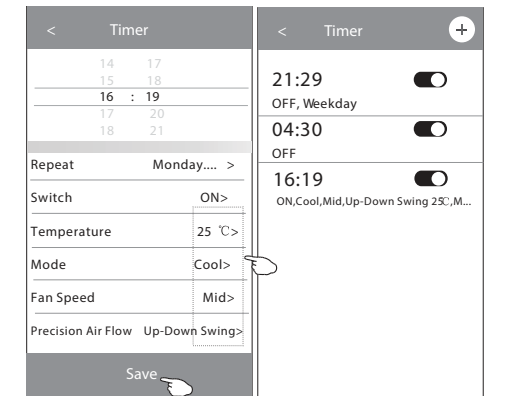 < Timer
14 17
15 18
16 : 19
17 20
18 21
Repeat Monday.... >
Switch ON>
Temperature 25 ℃>
Mode Cool>
Fan Speed Mid>
Precision Air Flow Up-Down Swing>
Save
< Timer +
21:29
OFF, Weekday
04:30
OFF
16:19
ON,Cool,Mid,Up-Down Swing 25℃,M...